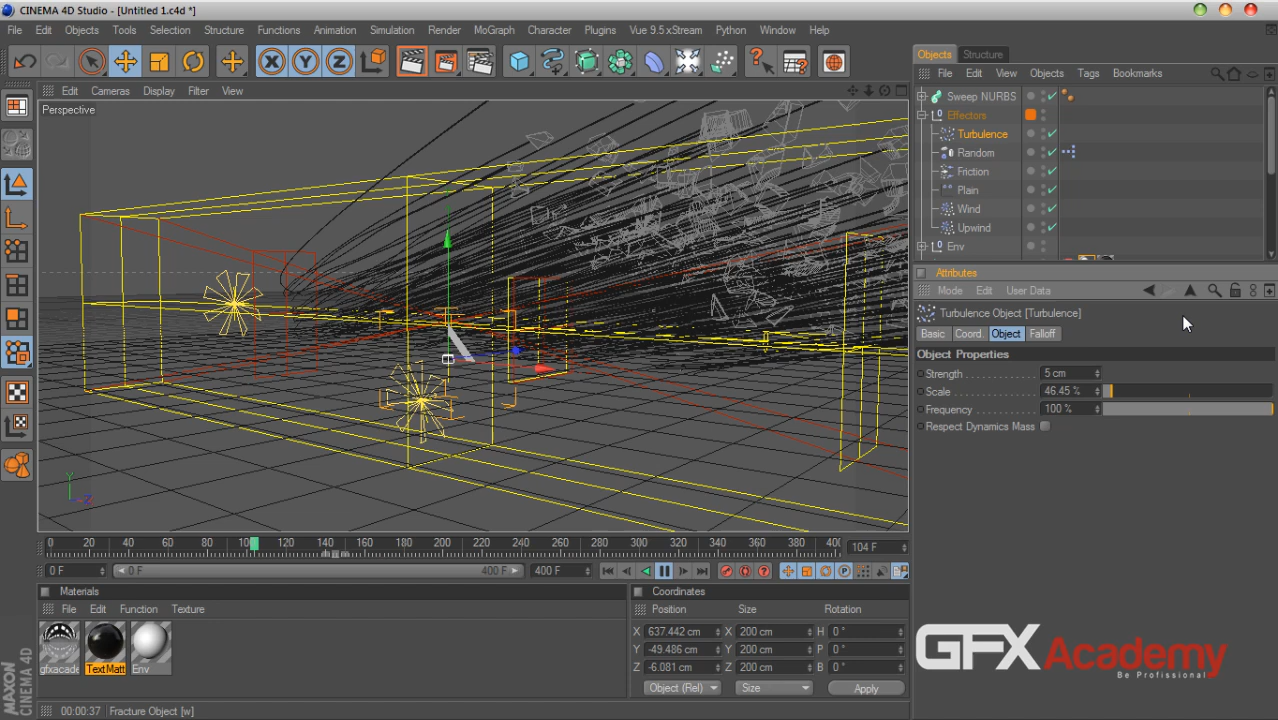 CINEMA 4D Studio - [Untitled 1.c4d *]
File Edit Objects Tools Selection Structure Functions Animation Simulation Render MoGraph Character Plugins Vue 9.5 xStream Python Window Help
X Y Z
Objects Structure
File Edit View Objects Tags Bookmarks
Edit Cameras Display Filter View
Perspective
Sweep NURBS
Effectors
Turbulence
Random
Friction
Plain
Wind
Upwind
Env
Attributes
Mode Edit User Data
Turbulence Object [Turbulence]
Basic Coord. Object Falloff
Object Properties
Strength 5 cm
Scale 46.45 %
Frequency 100 %
Respect Dynamics Mass
Y
Z
0 20 40 60 80 100 120 140 160 180 200 220 240 260 280 300 320 340 360 380 400
104 F
0 F 0 F 400 F 400 F
Materials
File Edit Function Texture
gfxacade TextMatt Env
Coordinates
Position Size Rotation
X 637.442 cm X 200 cm H 0 °
Y -49.486 cm Y 200 cm P 0 °
Z -6.081 cm Z 200 cm B 0 °
Object (Rel) Size Apply
GFXAcademy
Be Profissional
MAXON
CINEMA 4D
00:00:37 Fracture Object [w]